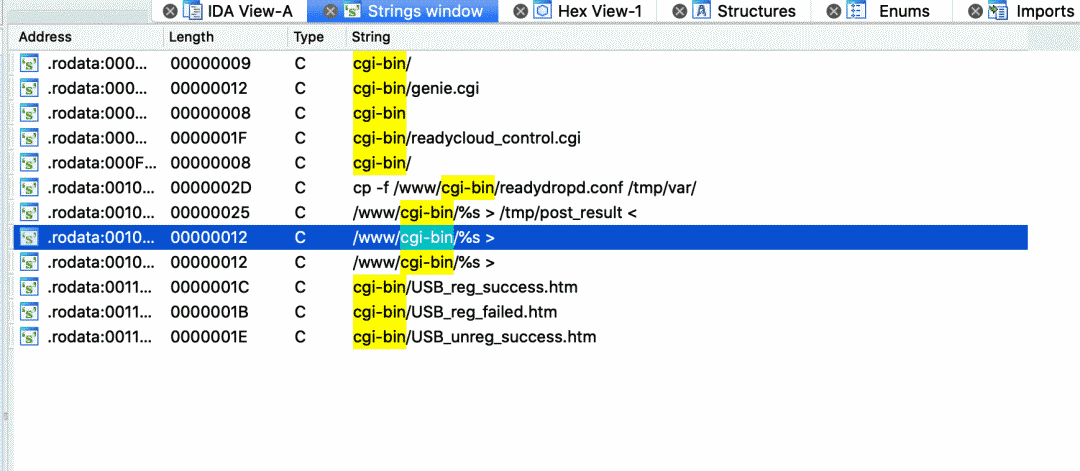 IDA View-A Strings window Hex View-1 Structures Enums Imports
Address Length Type String
.rodata:000... 00000009 C cgi-bin/
.rodata:000... 00000012 C cgi-bin/genie.cgi
.rodata:000... 00000008 C cgi-bin
.rodata:000... 0000001F C cgi-bin/readycloud_control.cgi
.rodata:000F... 00000008 C cgi-bin/
.rodata:0010... 0000002D C cp -f /www/cgi-bin/readydropd.conf /tmp/var/
.rodata:0010... 00000025 C /www/cgi-bin/%s > /tmp/post_result <
.rodata:0010... 00000012 C /www/cgi-bin/%s >
.rodata:0010... 00000012 C /www/cgi-bin/%s >
.rodata:0011... 0000001C C cgi-bin/USB_reg_success.htm
.rodata:0011... 0000001B C cgi-bin/USB_reg_failed.htm
.rodata:0011... 0000001E C cgi-bin/USB_unreg_success.htm